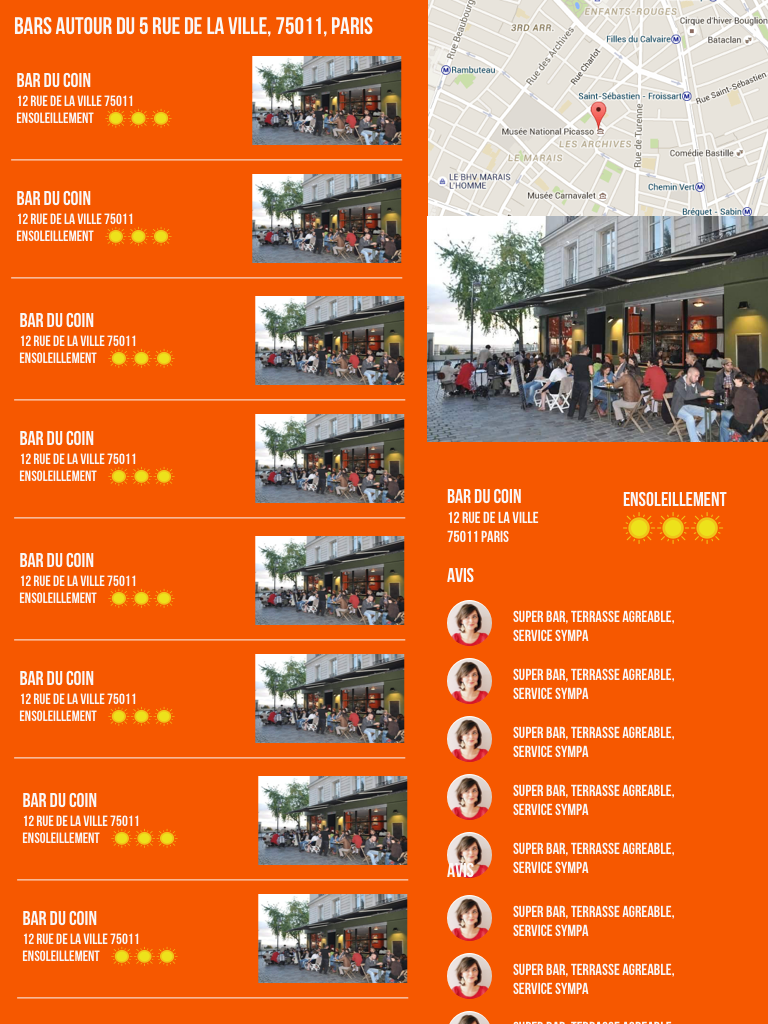 BARS AUTOUR DU 5 RUE DE LA VILLE, 75011, PARIS
BAR DU COIN
12 RUE DE LA VILLE 75011
ENSOLEILLEMENT
BAR DU COIN
12 RUE DE LA VILLE 75011
ENSOLEILLEMENT
BAR DU COIN
12 RUE DE LA VILLE 75011
ENSOLEILLEMENT
BAR DU COIN
12 RUE DE LA VILLE 75011
ENSOLEILLEMENT
BAR DU COIN
12 RUE DE LA VILLE 75011
ENSOLEILLEMENT
BAR DU COIN
12 RUE DE LA VILLE 75011
ENSOLEILLEMENT
BAR DU COIN
12 RUE DE LA VILLE 75011
ENSOLEILLEMENT
BAR DU COIN
12 RUE DE LA VILLE 75011
ENSOLEILLEMENT
ENFANTS-ROUGES
Cirque d'hiver Bouglion
3RD ARR.
Rue Beaubourg
Filles du Calvaire
Bataclan
Rue des Archives
Rue Charlot
Rambuteau
Rue Saint-Sébastien
Saint-Sébastien - Froissart
Musée National Picasso
Rue de Turenne
LES ARCHIVES
LE MARAIS
Comédie Bastille
LE BHV MARAIS
L'HOMME
Chemin Vert
Musée Carnavalet
Bréguet - Sabin
BAR DU COIN
12 RUE DE LA VILLE
75011 PARIS
ENSOLEILLEMENT
AVIS
SUPER BAR, TERRASSE AGREABLE,
SERVICE SYMPA
SUPER BAR, TERRASSE AGREABLE,
SERVICE SYMPA
SUPER BAR, TERRASSE AGREABLE,
SERVICE SYMPA
SUPER BAR, TERRASSE AGREABLE,
SERVICE SYMPA
SUPER BAR, TERRASSE AGREABLE,
SERVICE SYMPA
AVIS
SUPER BAR, TERRASSE AGREABLE,
SERVICE SYMPA
SUPER BAR, TERRASSE AGREABLE,
SERVICE SYMPA